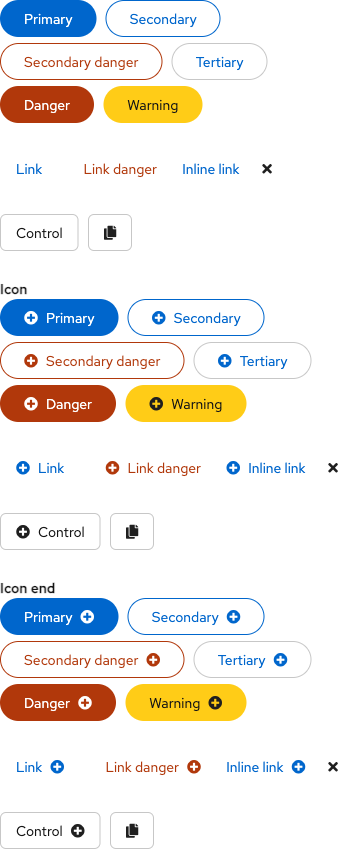 Primary Secondary
Secondary danger Tertiary
Danger Warning
Link Link danger Inline link
Control
Icon
Primary Secondary
Secondary danger Tertiary
Danger Warning
Link Link danger Inline link
Control
Icon end
Primary Secondary
Secondary danger Tertiary
Danger Warning
Link Link danger Inline link
Control